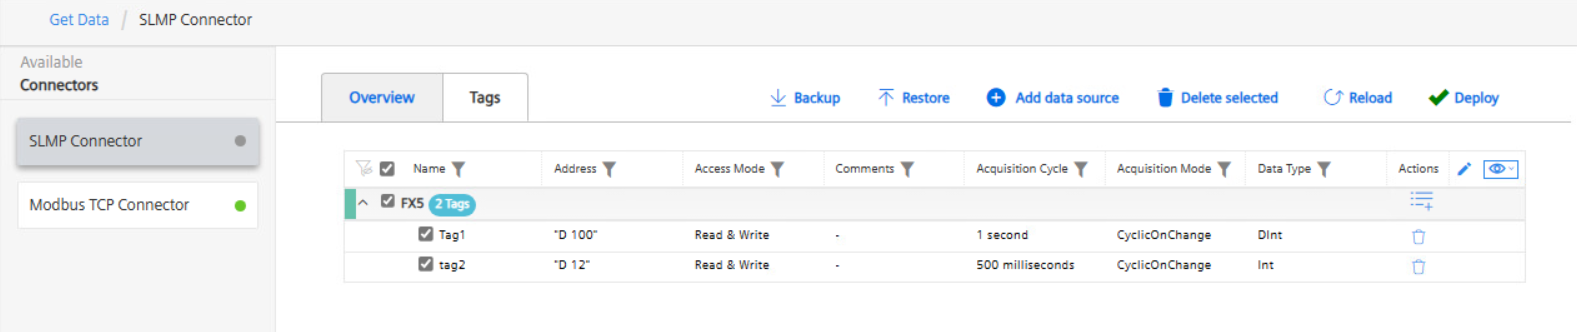 Get Data / SLMP Connector
Available
Connectors
SLMP Connector
Modbus TCP Connector
Overview Tags Backup Restore Add data source Delete selected Reload Deploy
Name Address Access Mode Comments Acquisition Cycle Acquisition Mode Data Type Actions
FX5 2 Tags
Tag1 "D 100" Read & Write - 1 second CyclicOnChange DInt
tag2 "D 12" Read & Write - 500 milliseconds CyclicOnChange Int